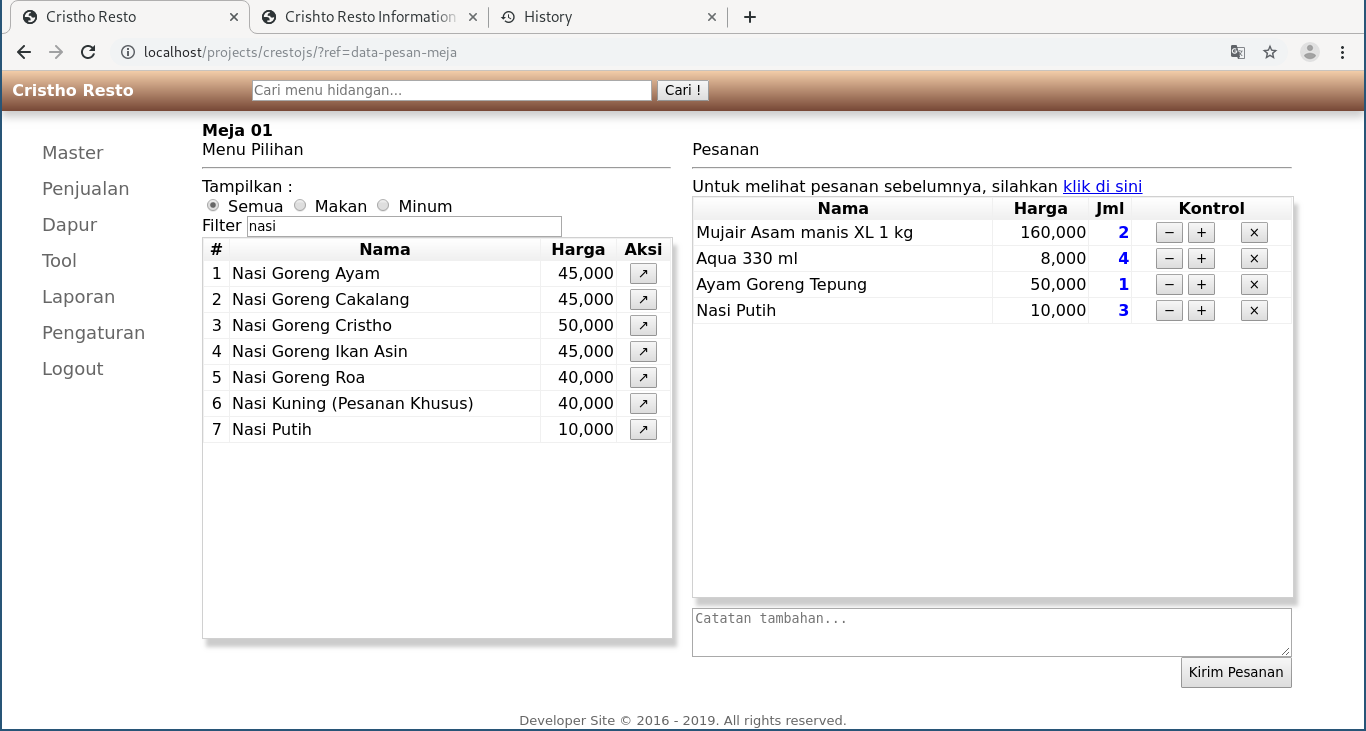 Cristho Resto
Crishto Resto Information
History
localhost/projects/crestojs/?ref=data-pesan-meja
Cristho Resto
Cari menu hidangan...
Cari !
Master
Penjualan
Dapur
Tool
Laporan
Pengaturan
Logout
Meja 01
Menu Pilihan
Tampilkan :
Semua Makan Minum
Filter nasi
# Nama Harga Aksi
1 Nasi Goreng Ayam 45,000 ↗
2 Nasi Goreng Cakalang 45,000 ↗
3 Nasi Goreng Cristho 50,000 ↗
4 Nasi Goreng Ikan Asin 45,000 ↗
5 Nasi Goreng Roa 40,000 ↗
6 Nasi Kuning (Pesanan Khusus) 40,000 ↗
7 Nasi Putih 10,000 ↗
Pesanan
Untuk melihat pesanan sebelumnya, silahkan klik di sini
Nama Harga Jml Kontrol
Mujair Asam manis XL 1 kg 160,000 2 − + ×
Aqua 330 ml 8,000 4 − + ×
Ayam Goreng Tepung 50,000 1 − + ×
Nasi Putih 10,000 3 − + ×
Catatan tambahan...
Kirim Pesanan
Developer Site © 2016 - 2019. All rights reserved.